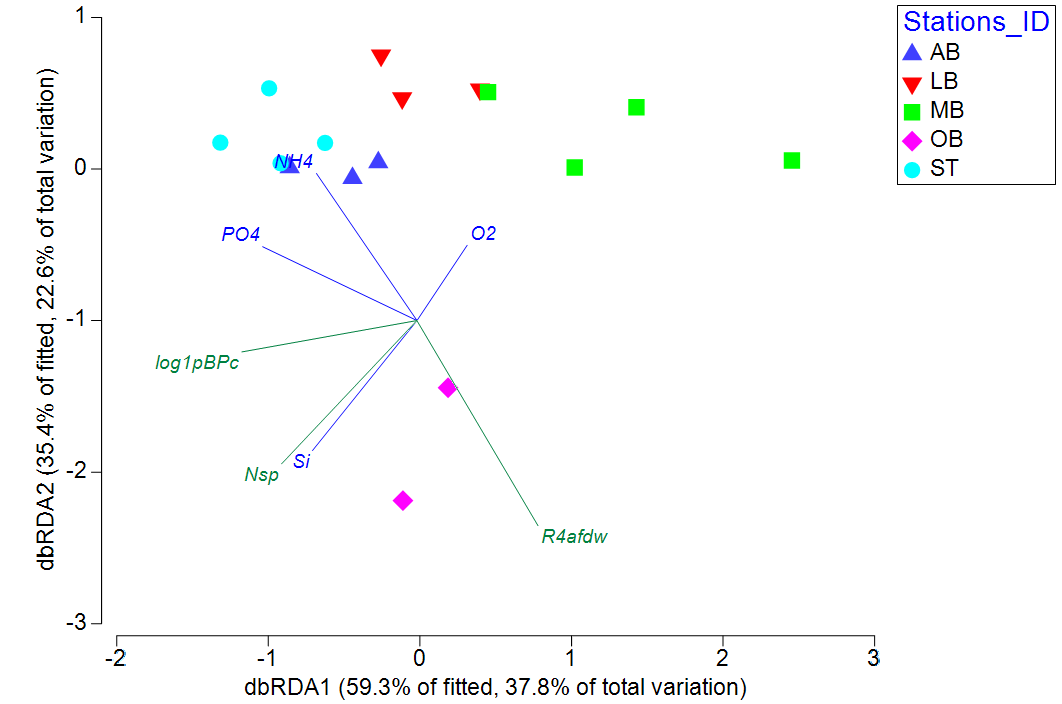 Stations_ID
AB
LB
MB
OB
ST
dbRDA2 (35.4% of fitted, 22.6% of total variation)
1
0
-1
-2
-3
NH4
PO4
O2
log1pBPc
Nsp
Si
R4afdw
-2
-1
0
1
2
3
dbRDA1 (59.3% of fitted, 37.8% of total variation)